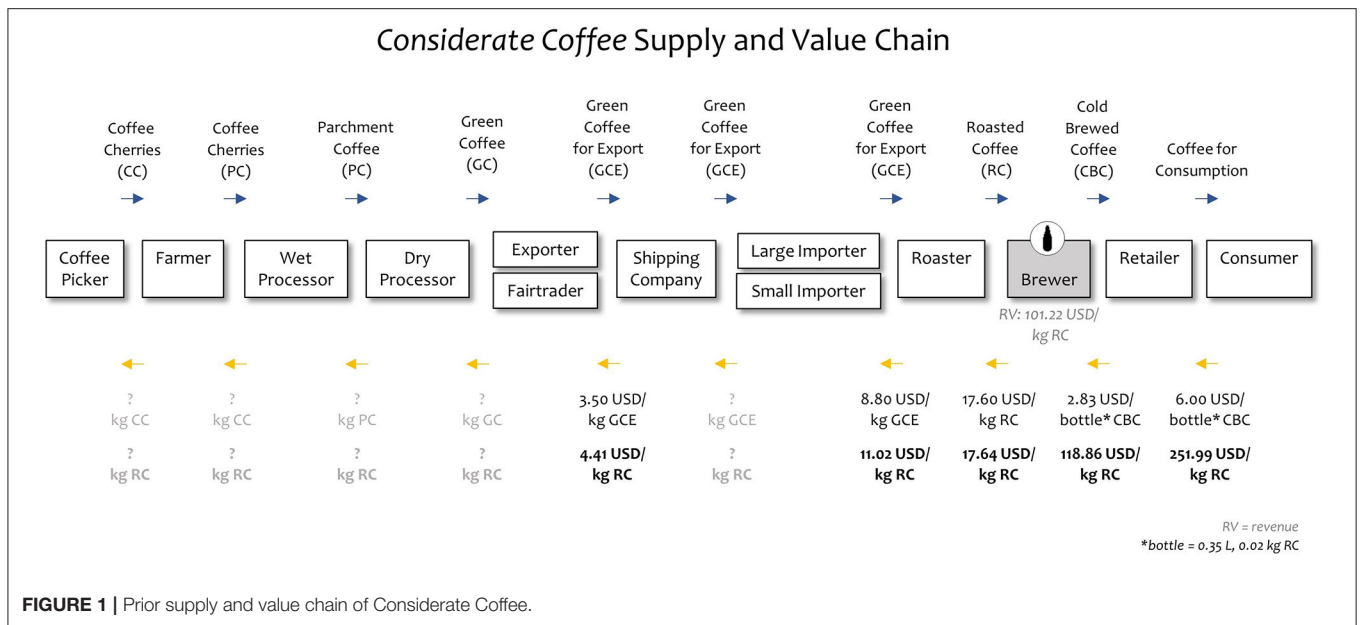 Considerate Coffee Supply and Value Chain
Coffee
Cherries
(CC)
Coffee
Cherries
(PC)
Parchment
Coffee
(PC)
Green
Coffee
(GC)
Green
Coffee
for Export
(GCE)
Green
Coffee
for Export
(GCE)
Green
Coffee
for Export
(GCE)
Roasted
Coffee
(RC)
Cold
Brewed
Coffee
(CBC)
Coffee for
Consumption
Coffee
Picker
Farmer
Wet
Processor
Dry
Processor
Exporter
Fairtrader
Shipping
Company
Large Importer
Small Importer
Roaster
Brewer
Retailer
Consumer
RV: 101.22 USD/
kg RC
?
kg CC
?
kg CC
?
kg PC
?
kg GC
3.50 USD/
kg GCE
?
kg GCE
8.80 USD/
kg GCE
17.60 USD/
kg RC
2.83 USD/
bottle* CBC
6.00 USD/
bottle* CBC
?
kg RC
?
kg RC
?
kg RC
?
kg RC
4.41 USD/
kg RC
?
kg RC
11.02 USD/
kg RC
17.64 USD/
kg RC
118.86 USD/
kg RC
251.99 USD/
kg RC
RV = revenue
*bottle = 0.35 L, 0.02 kg RC
FIGURE 1 | Prior supply and value chain of Considerate Coffee.